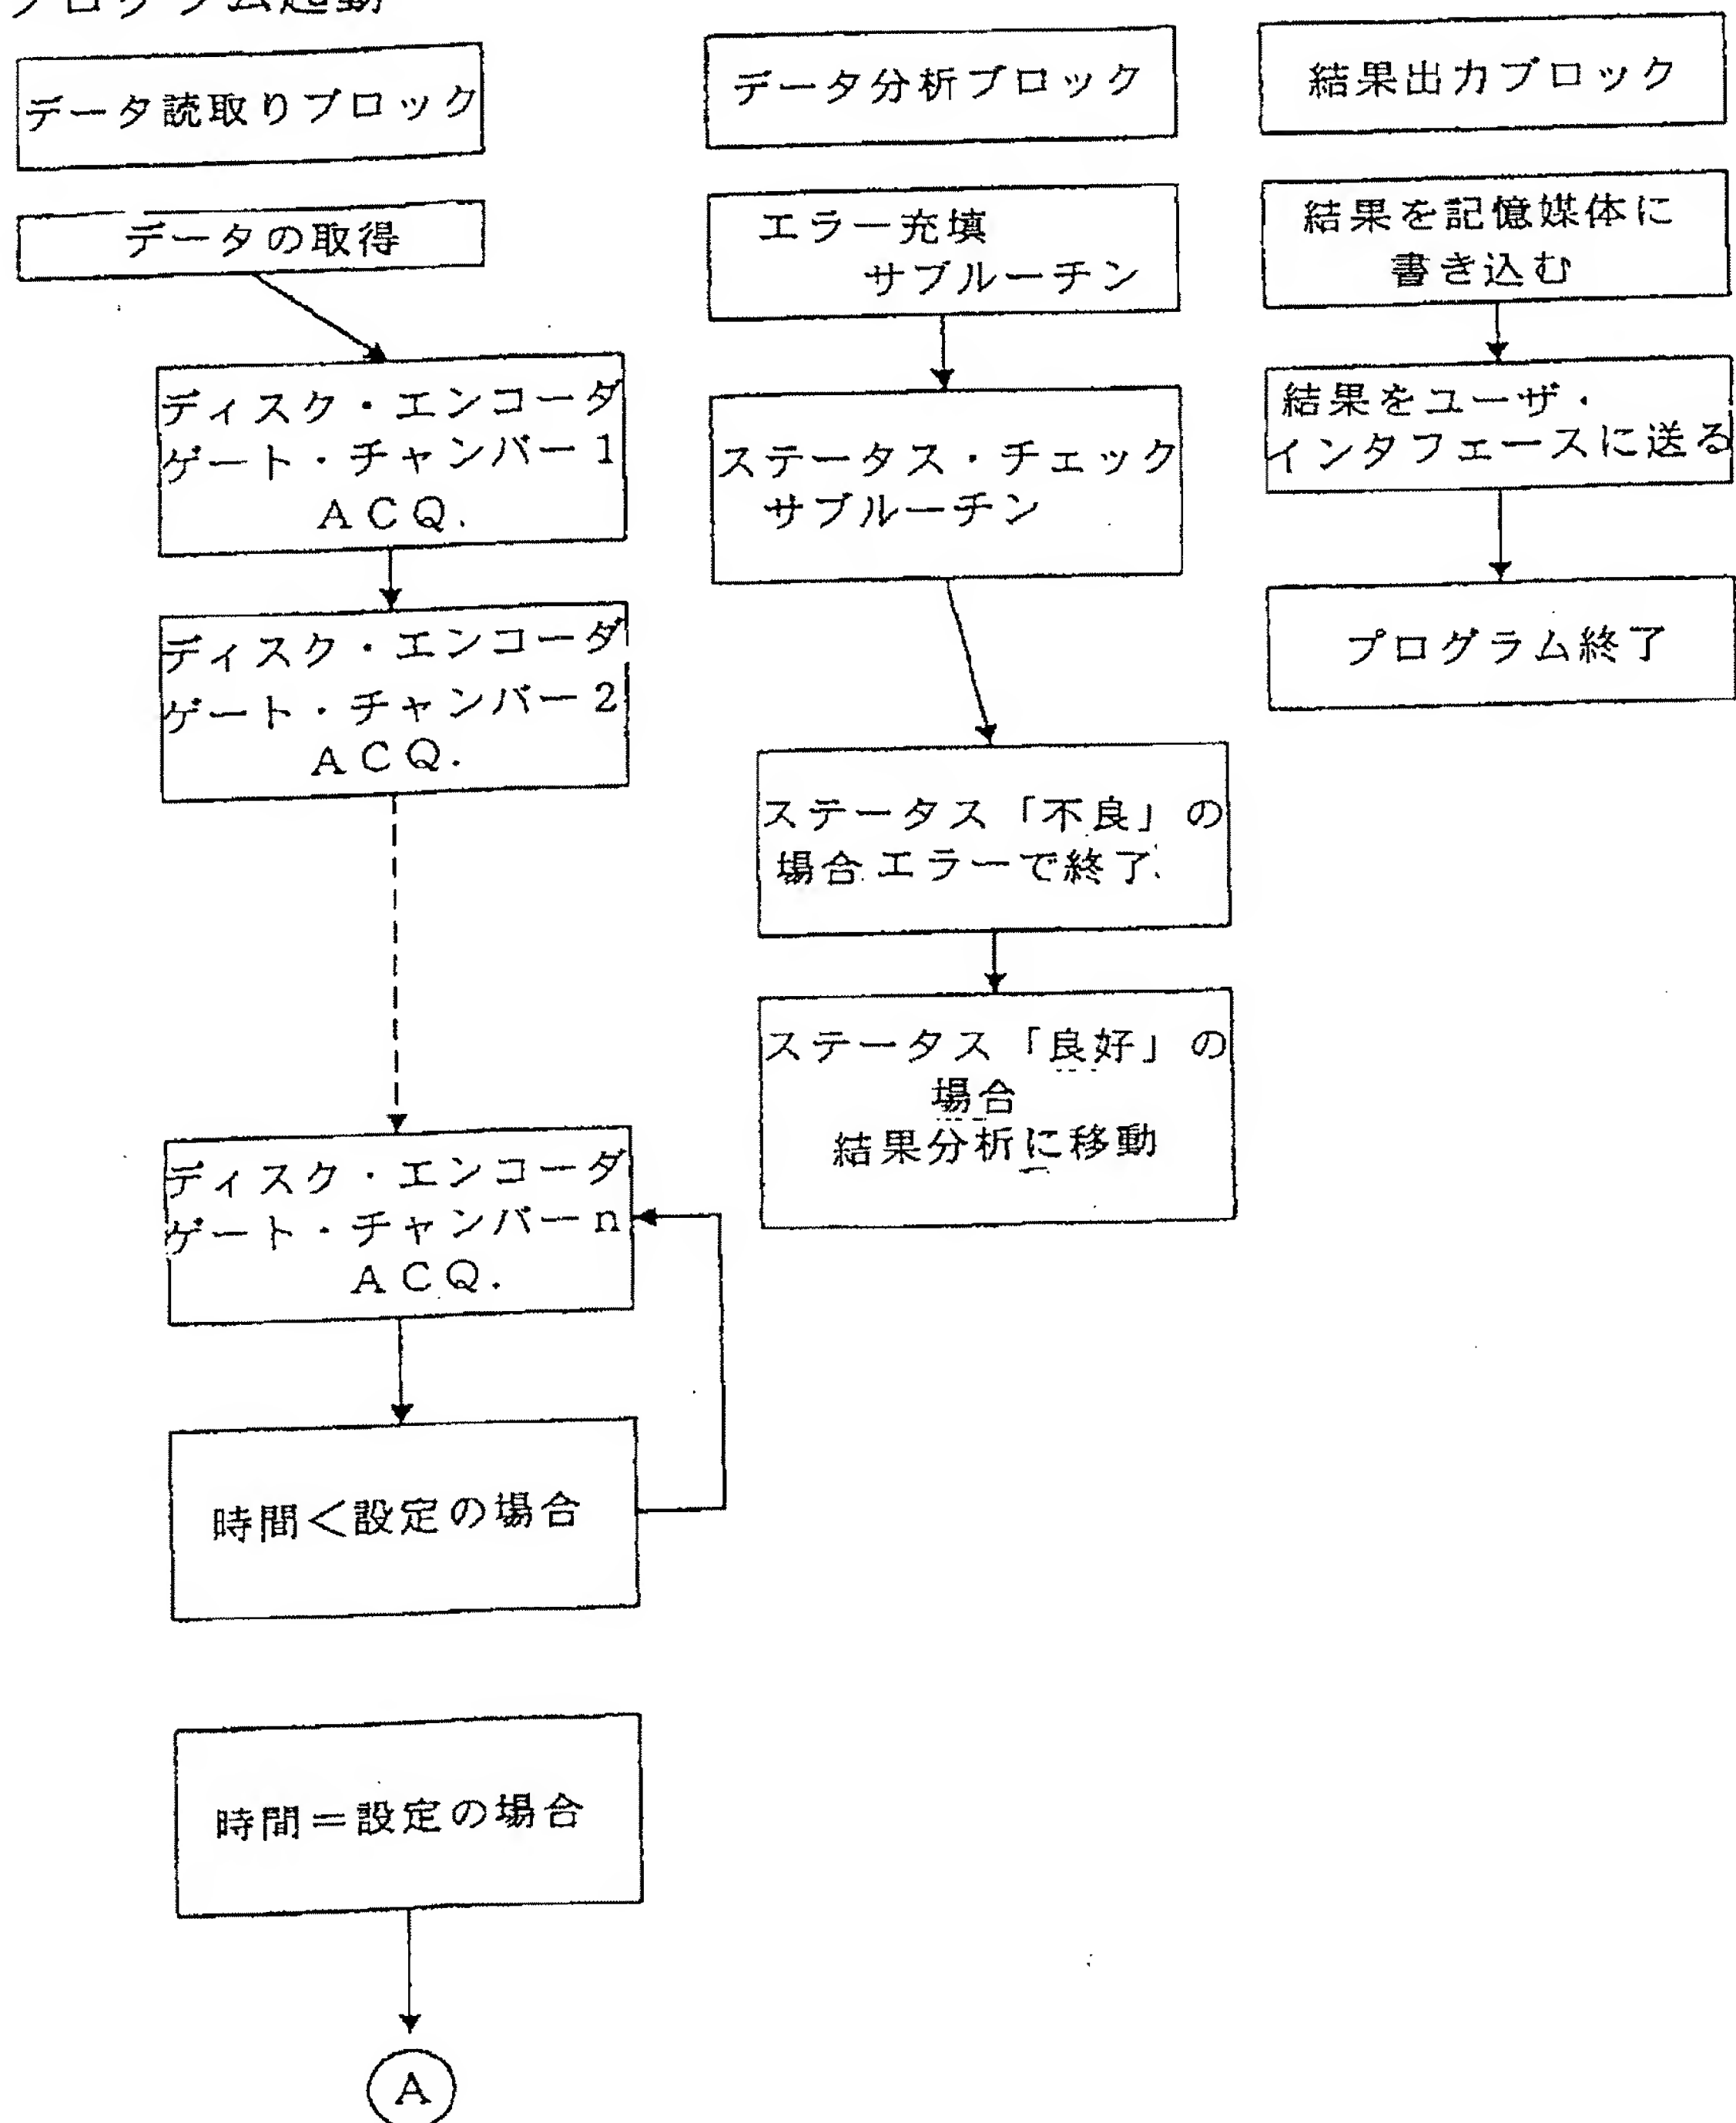 プログラム起動
データ読取りブロック
データの取得
ディスク・エンコーダ
ゲート・チャンバー1
ACQ.
ディスク・エンコーダ
ゲート・チャンバー2
ACQ.
ディスク・エンコーダ
ゲート・チャンバーn
ACQ.
時間<設定の場合
時間=設定の場合
A
データ分析ブロック
エラー充填
サブルーチン
ステータス・チェック
サブルーチン
ステータス「不良」の
場合エラーで終了
ステータス「良好」の
場合
結果分析に移動
結果出力ブロック
結果を記憶媒体に
書き込む
結果をユーザ・
インタフェースに送る
プログラム終了